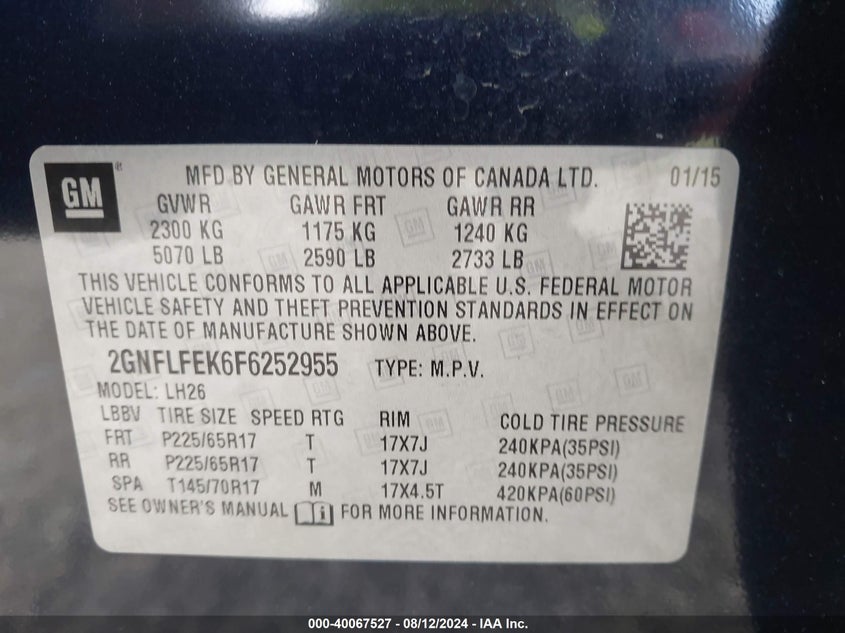 GM ® MFD BY GENERAL MOTORS OF CANADA LTD. 01/15
GVWR GAWR FRT GAWR RR
2300 KG 1175 KG 1240 KG
5070 LB 2590 LB 2733 LB
THIS VEHICLE CONFORMS TO ALL APPLICABLE U.S. FEDERAL MOTOR
VEHICLE SAFETY AND THEFT PREVENTION STANDARDS IN EFFECT ON
THE DATE OF MANUFACTURE SHOWN ABOVE.
2GNFLFEK6F6252955 TYPE: M.P.V.
MODEL: LH26
LBBV TIRE SIZE SPEED RTG RIM COLD TIRE PRESSURE
FRT P225/65R17 T 17X7J 240KPA(35PSI)
RR P225/65R17 T 17X7J 240KPA(35PSI)
SPA T145/70R17 M 17X4.5T 420KPA(60PSI)
SEE OWNER'S MANUAL FOR MORE INFORMATION.
000-40067527 - 08/12/2024 - IAA Inc.